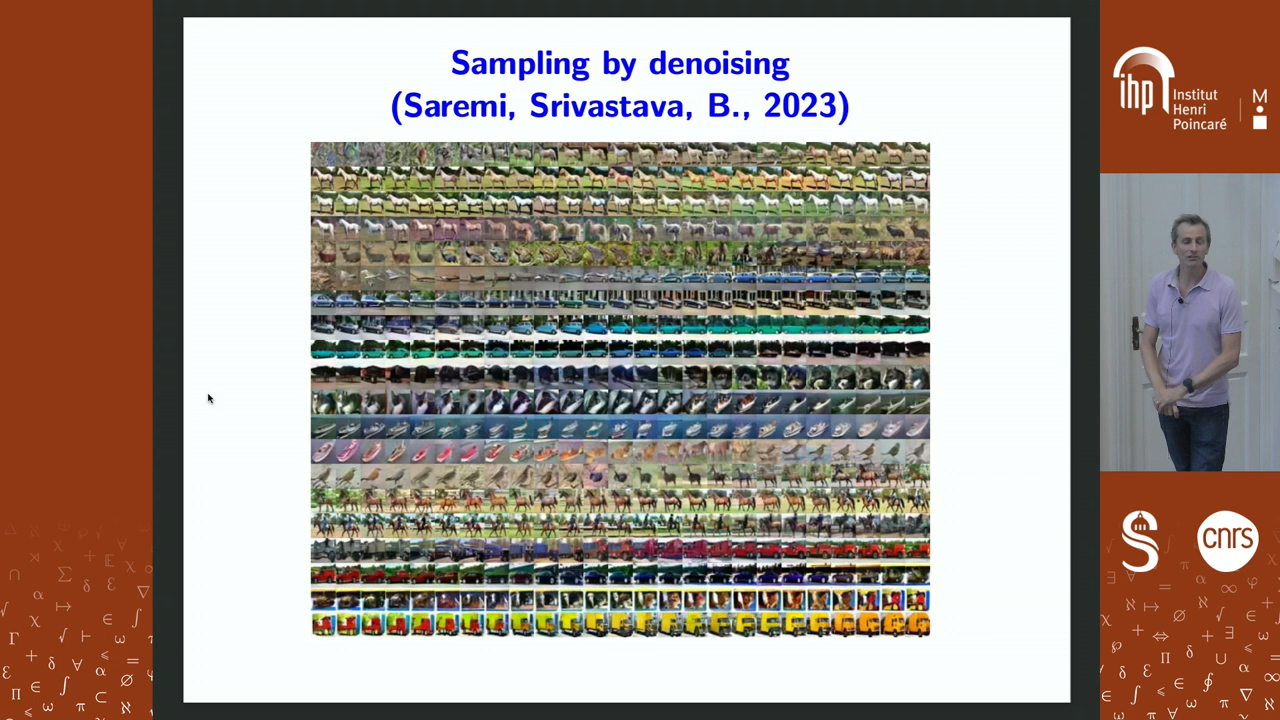 Sampling by denoising
(Saremi, Srivastava, B., 2023)
ihp
Institut
Henri
Poincaré
M
S
cnrs